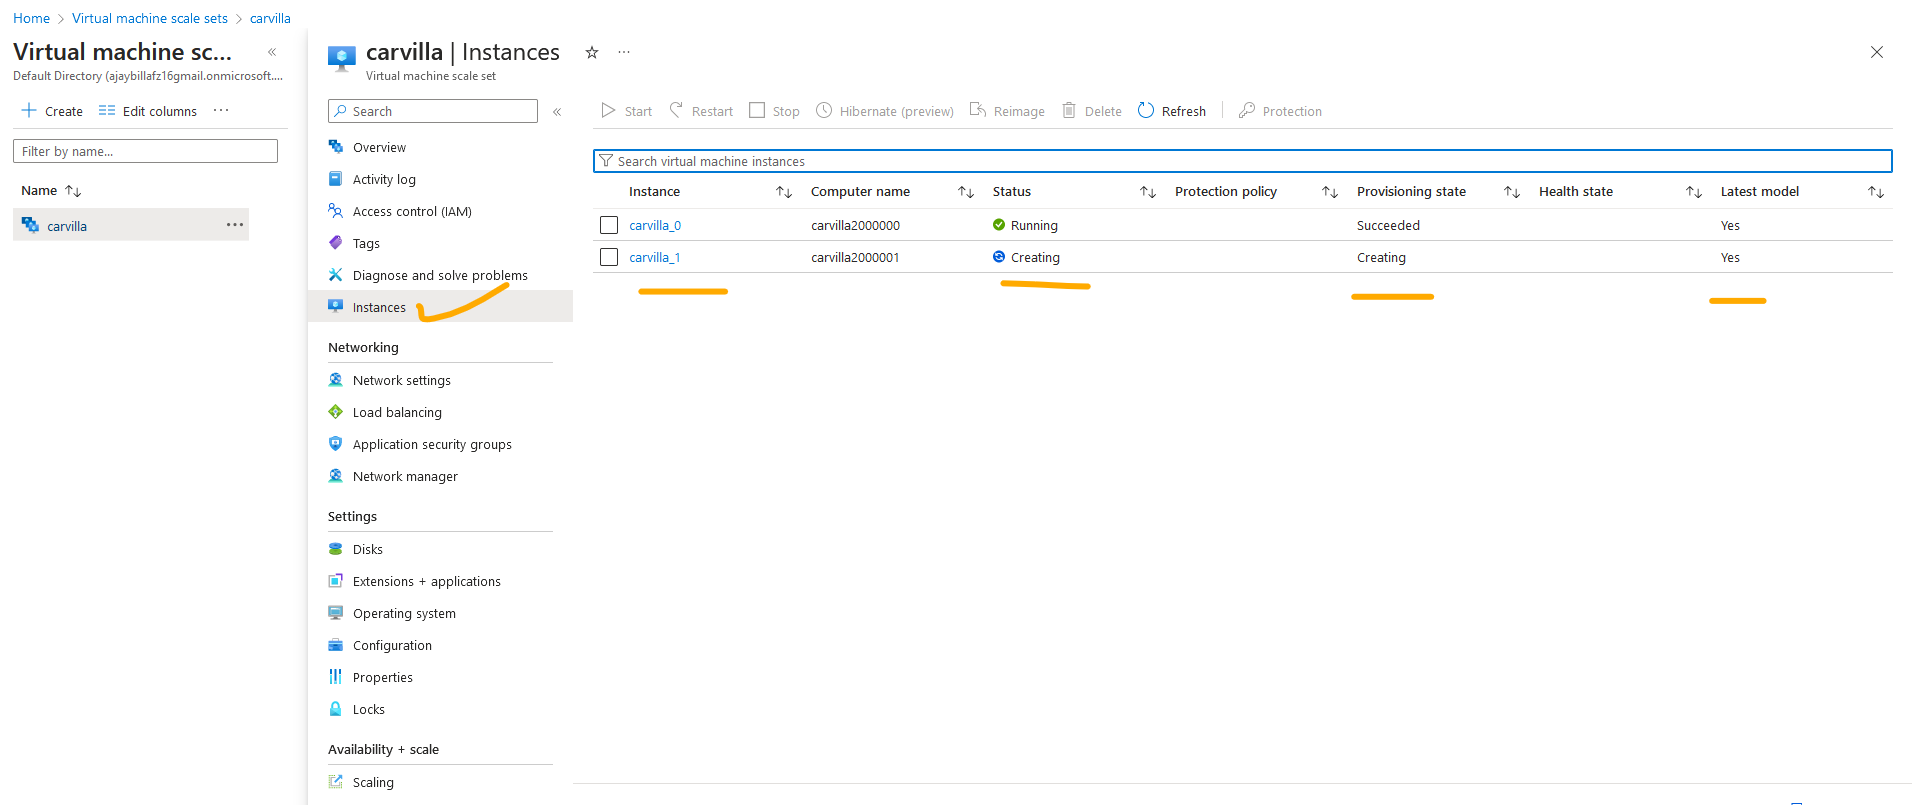 Home > Virtual machine scale sets > carvilla
Virtual machine sc...
Default Directory (ajaybillafz16gmail.onmicrosoft....
Create Edit columns ...
Filter by name...
Name
carvilla ...
carvilla | Instances ...
Virtual machine scale set
Search
Overview
Activity log
Access control (IAM)
Tags
Diagnose and solve problems
Instances
Networking
Network settings
Load balancing
Application security groups
Network manager
Settings
Disks
Extensions + applications
Operating system
Configuration
Properties
Locks
Availability + scale
Scaling
Start Restart Stop Hibernate (preview) Reimage Delete Refresh Protection
Search virtual machine instances
Instance Computer name Status Protection policy Provisioning state Health state Latest model
carvilla_0 carvilla2000000 Running Succeeded Yes
carvilla_1 carvilla2000001 Creating Creating Yes